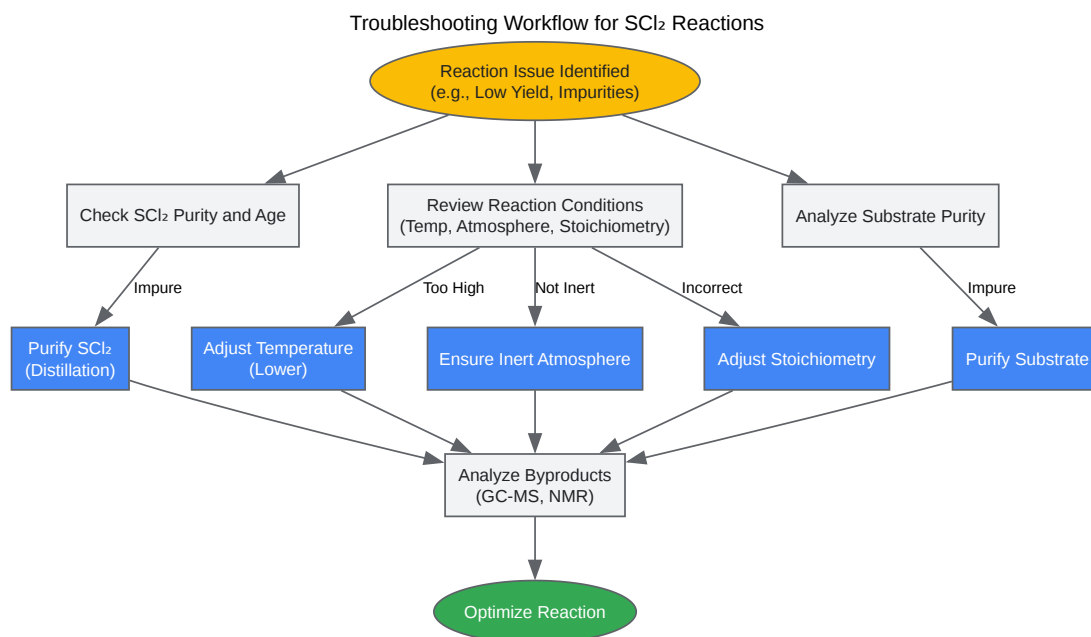 Troubleshooting Workflow for SCl₂ Reactions
Reaction Issue Identified
(e.g., Low Yield, Impurities)
Check SCl₂ Purity and Age
Review Reaction Conditions
(Temp, Atmosphere, Stoichiometry)
Analyze Substrate Purity
Impure
Too High
Not Inert
Incorrect
Impure
Purify SCl₂
(Distillation)
Adjust Temperature
(Lower)
Ensure Inert Atmosphere
Adjust Stoichiometry
Purify Substrate
Analyze Byproducts
(GC-MS, NMR)
Optimize Reaction